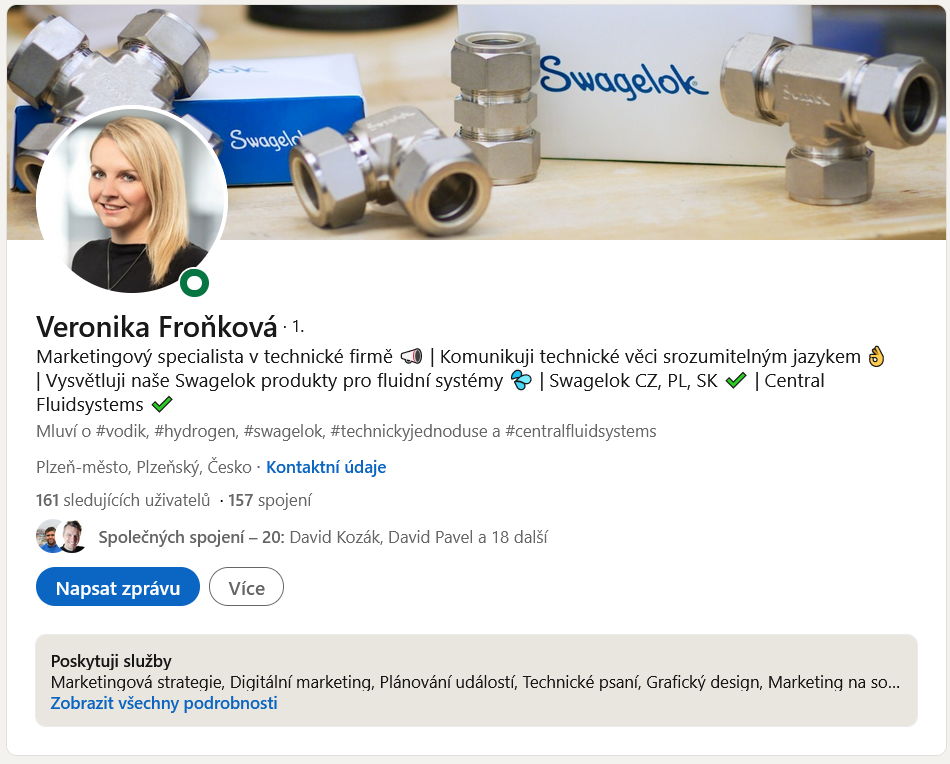 Swagelok
Swagelok
Veronika Froňková · 1.
Marketingový specialista v technické firmě 📣 | Komunikuji technické věci srozumitelným jazykem 👌
| Vysvětluji naše Swagelok produkty pro fluidní systémy 💦 | Swagelok CZ, PL, SK ✔ | Central
Fluidsystems ✔
Mluví o #vodik, #hydrogen, #swagelok, #technickyjednoduse a #centralfluidsystems
Plzeň-město, Plzeňský, Česko · Kontaktní údaje
161 sledujících uživatelů · 157 spojení
Společných spojení – 20: David Kozák, David Pavel a 18 další
Napsat zprávu Více
Poskytuji služby
Marketingová strategie, Digitální marketing, Plánování událostí, Technické psaní, Grafický design, Marketing na so...
Zobrazit všechny podrobnosti